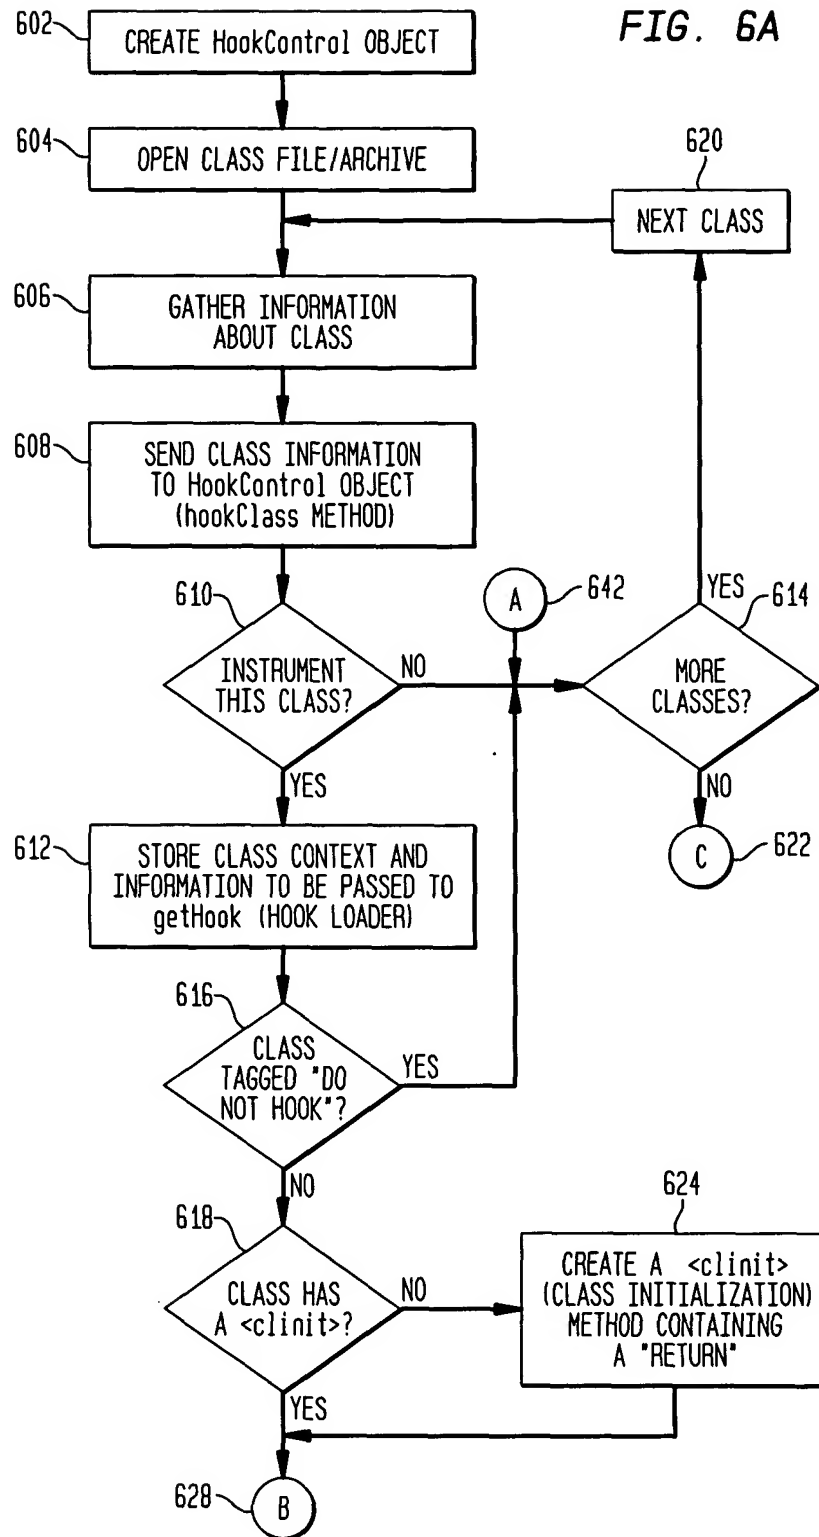 FIG. 6A
602
CREATE HookControl OBJECT
604
OPEN CLASS FILE/ARCHIVE
620
NEXT CLASS
606
GATHER INFORMATION
ABOUT CLASS
608
SEND CLASS INFORMATION
TO HookControl OBJECT
(hookClass METHOD)
610
INSTRUMENT
THIS CLASS?
NO
YES
A
642
614
MORE
CLASSES?
YES
NO
C
622
612
STORE CLASS CONTEXT AND
INFORMATION TO BE PASSED TO
getHook (HOOK LOADER)
616
CLASS
TAGGED "DO
NOT HOOK"?
YES
NO
618
CLASS HAS
A <clinit>?
NO
YES
624
CREATE A <clinit>
(CLASS INITIALIZATION)
METHOD CONTAINING
A "RETURN"
628
B